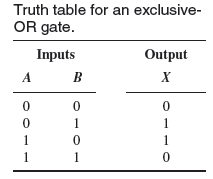 Truth table for an exclusive-
OR gate.
Inputs Output
A B X
0 0 0
0 1 1
1 0 1
1 1 0